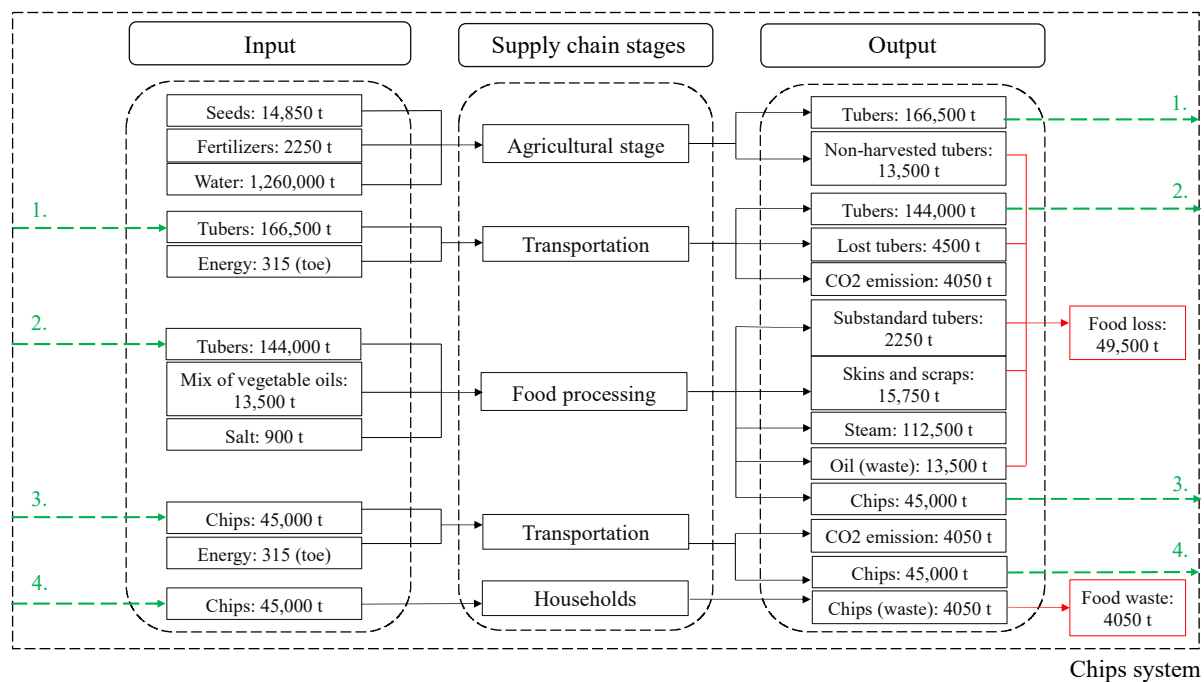 Input
Supply chain stages
Output
Seeds: 14,850 t
Fertilizers: 2250 t
Water: 1,260,000 t
Agricultural stage
Tubers: 166,500 t
1.
Non-harvested tubers:
13,500 t
1.
Tubers: 166,500 t
Energy: 315 (toe)
Transportation
Tubers: 144,000 t
2.
Lost tubers: 4500 t
CO2 emission: 4050 t
2.
Tubers: 144,000 t
Mix of vegetable oils:
13,500 t
Salt: 900 t
Food processing
Substandard tubers:
2250 t
Skins and scraps:
15,750 t
Steam: 112,500 t
Oil (waste): 13,500 t
Chips: 45,000 t
3.
Food loss:
49,500 t
3.
Chips: 45,000 t
Energy: 315 (toe)
Transportation
CO2 emission: 4050 t
Chips: 45,000 t
4.
4.
Chips: 45,000 t
Households
Chips (waste): 4050 t
Food waste:
4050 t
Chips system